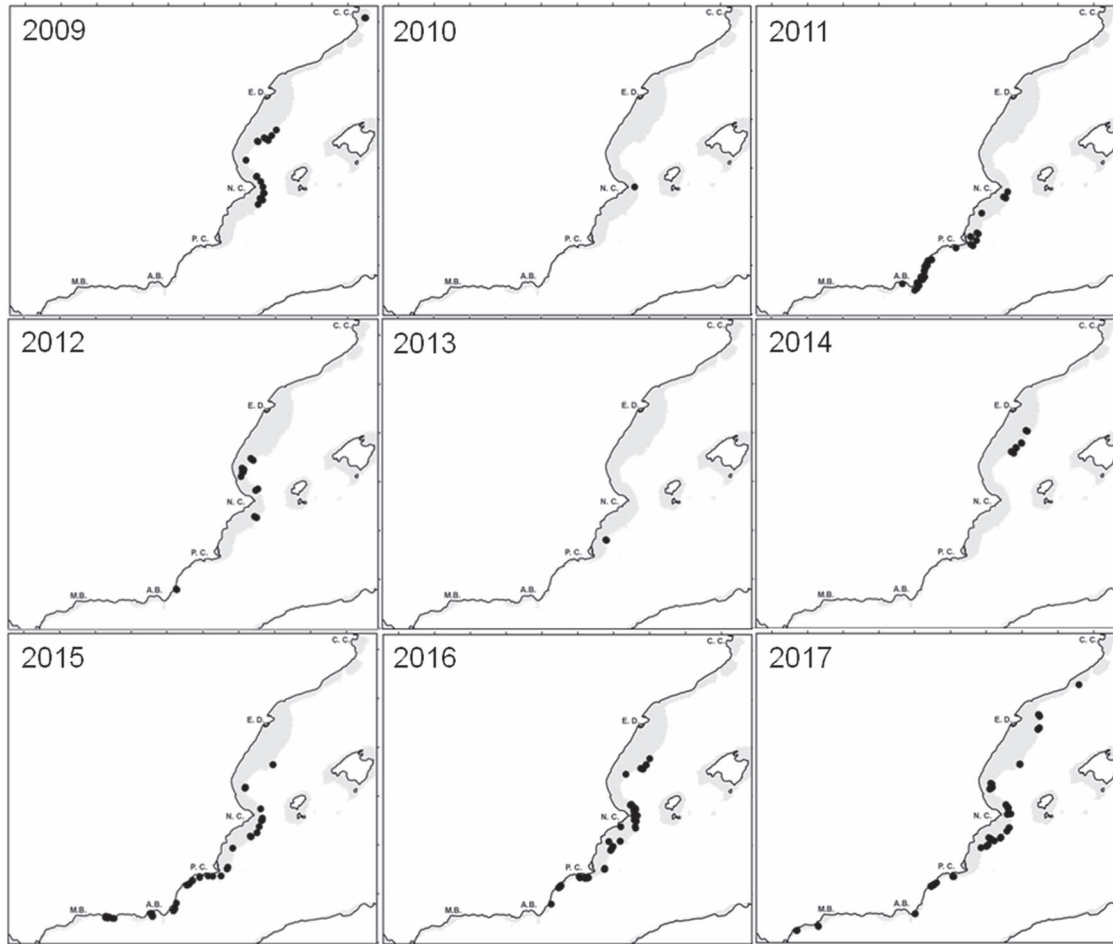 2009
C. C.
E. D.
N. C.
P. C.
M.B.
A.B.
2010
C. C.
E. D.
N. C.
P. C.
M.B.
A.B.
2011
C. C.
E. D.
N. C.
P. C.
M.B.
A.B.
2012
C. C.
E. D.
N. C.
P. C.
M.B.
A.B.
2013
C. C.
E. D.
N. C.
P. C.
M.B.
A.B.
2014
C. C.
E. D.
N. C.
P. C.
M.B.
A.B.
2015
C. C.
E. D.
N. C.
P. C.
M.B.
A.B.
2016
C. C.
E. D.
N. C.
P. C.
M.B.
A.B.
2017
C. C.
E. D.
N. C.
P. C.
M.B.
A.B.